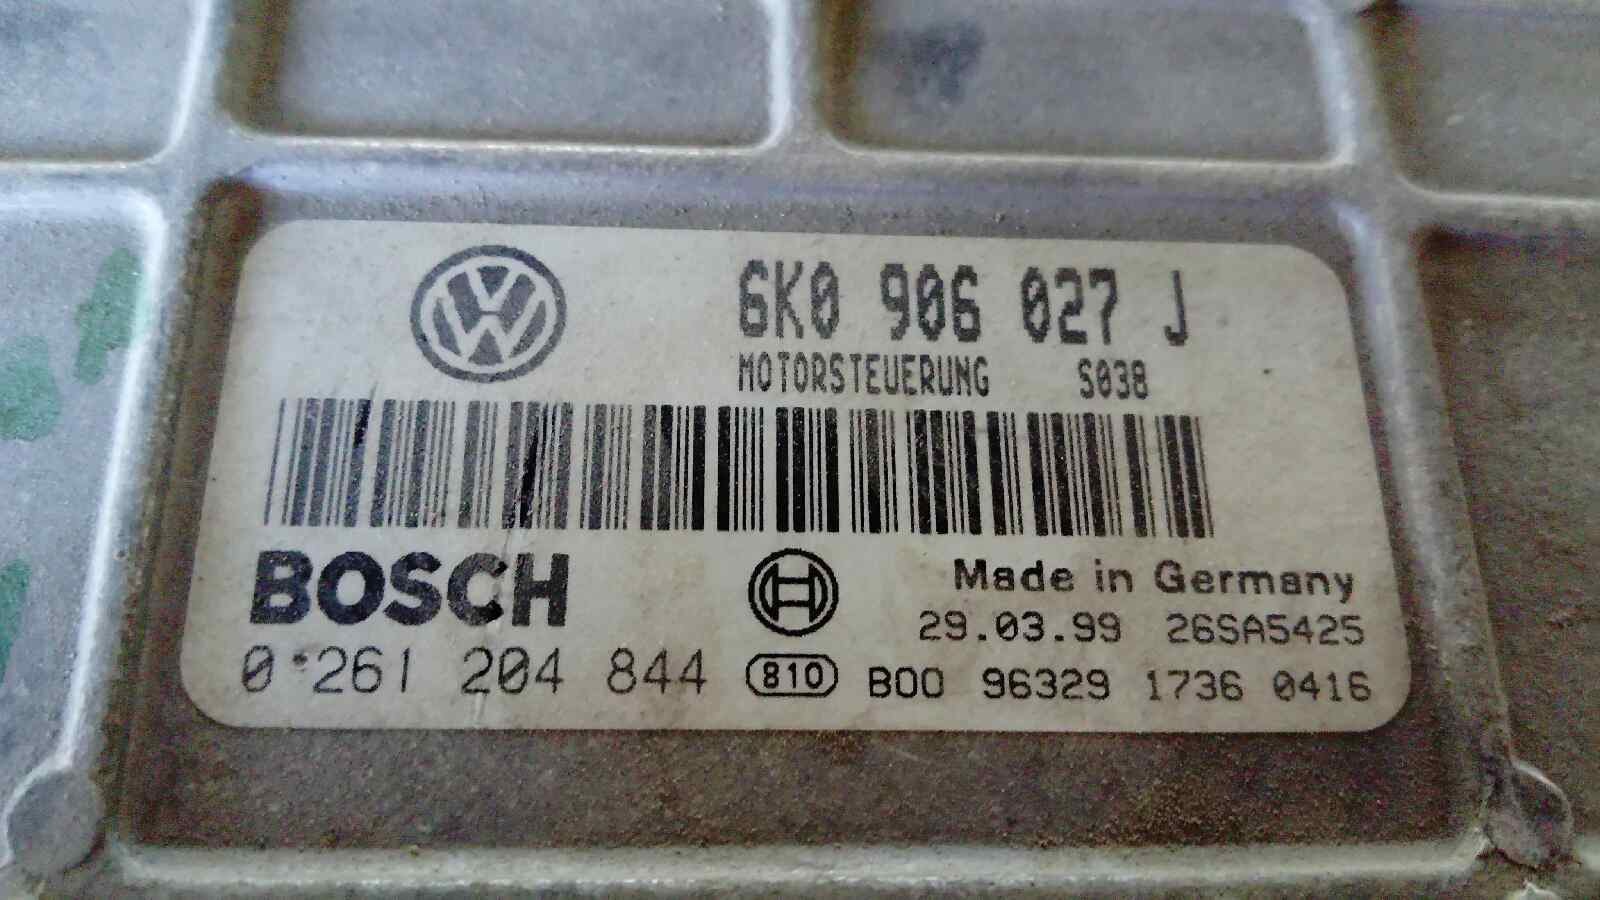 6K0 906 027 J
MOTORSTEUERUNG S038
BOSCH
Made in Germany
29.03.99 26SA5425
0 261 204 844 810 B00 96329 1736 0416